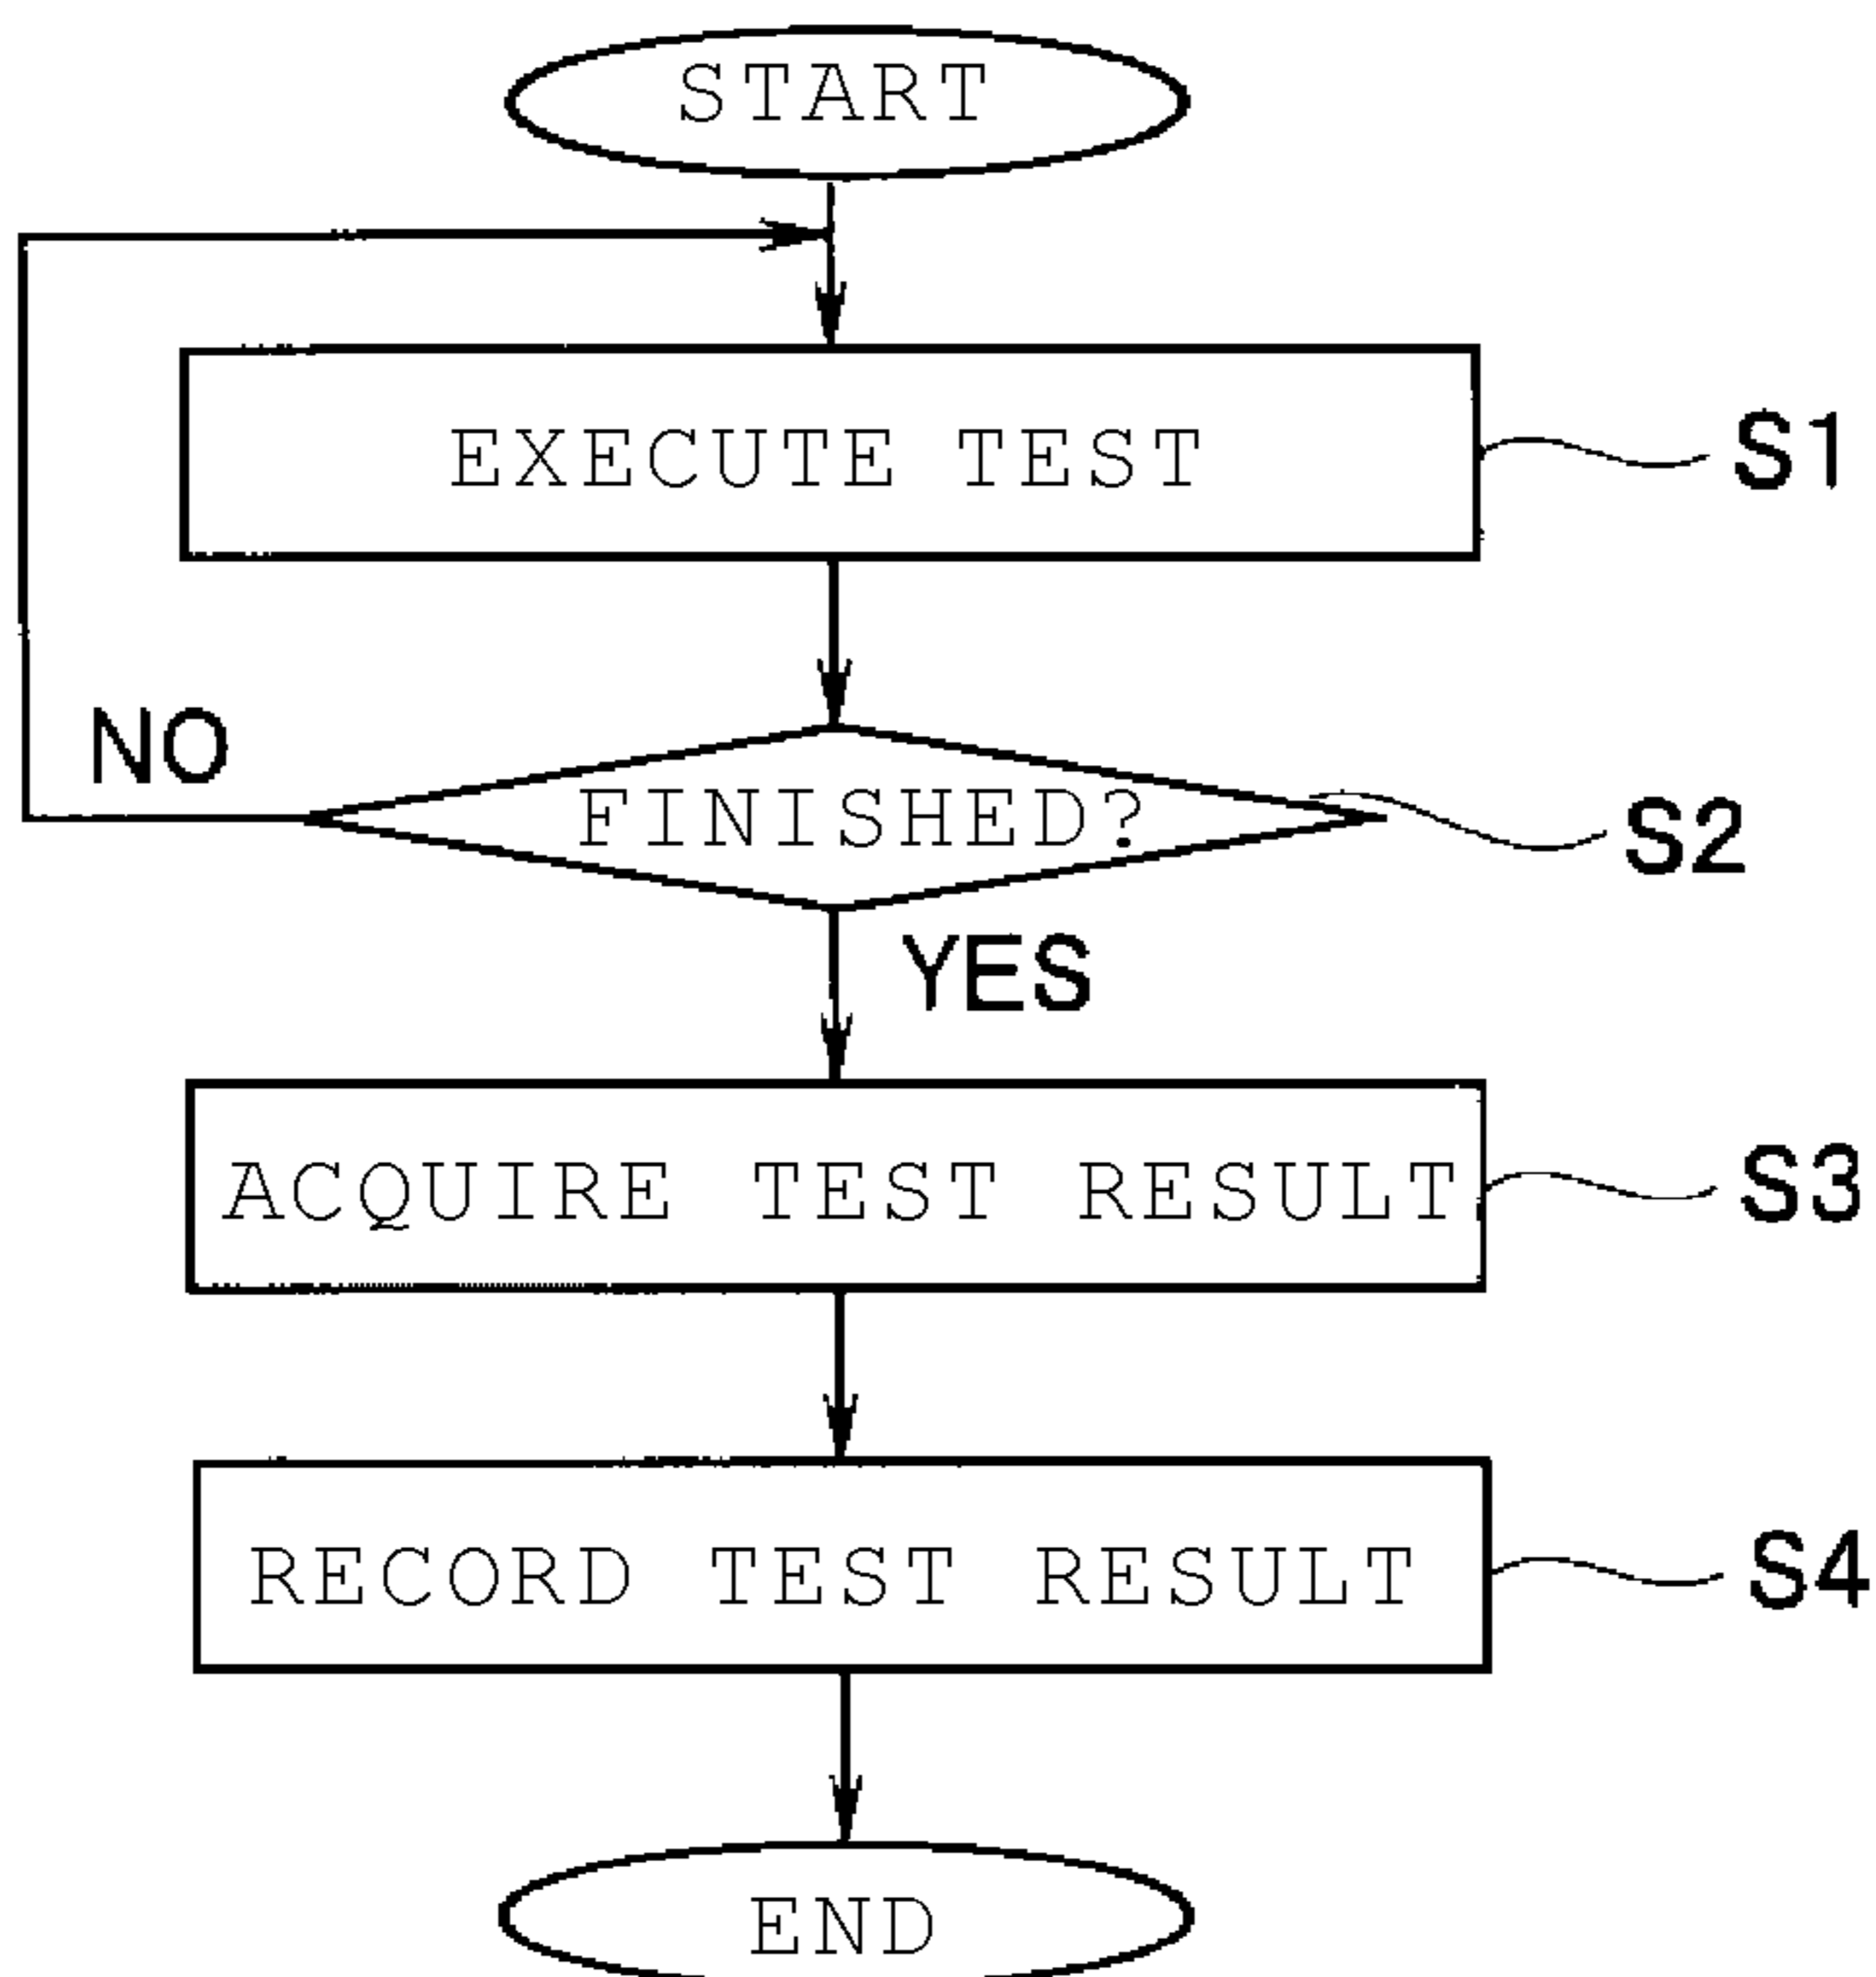 START
EXECUTE TEST
S1
NO
FINISHED?
S2
YES
ACQUIRE TEST RESULT
S3
RECORD TEST RESULT
S4
END